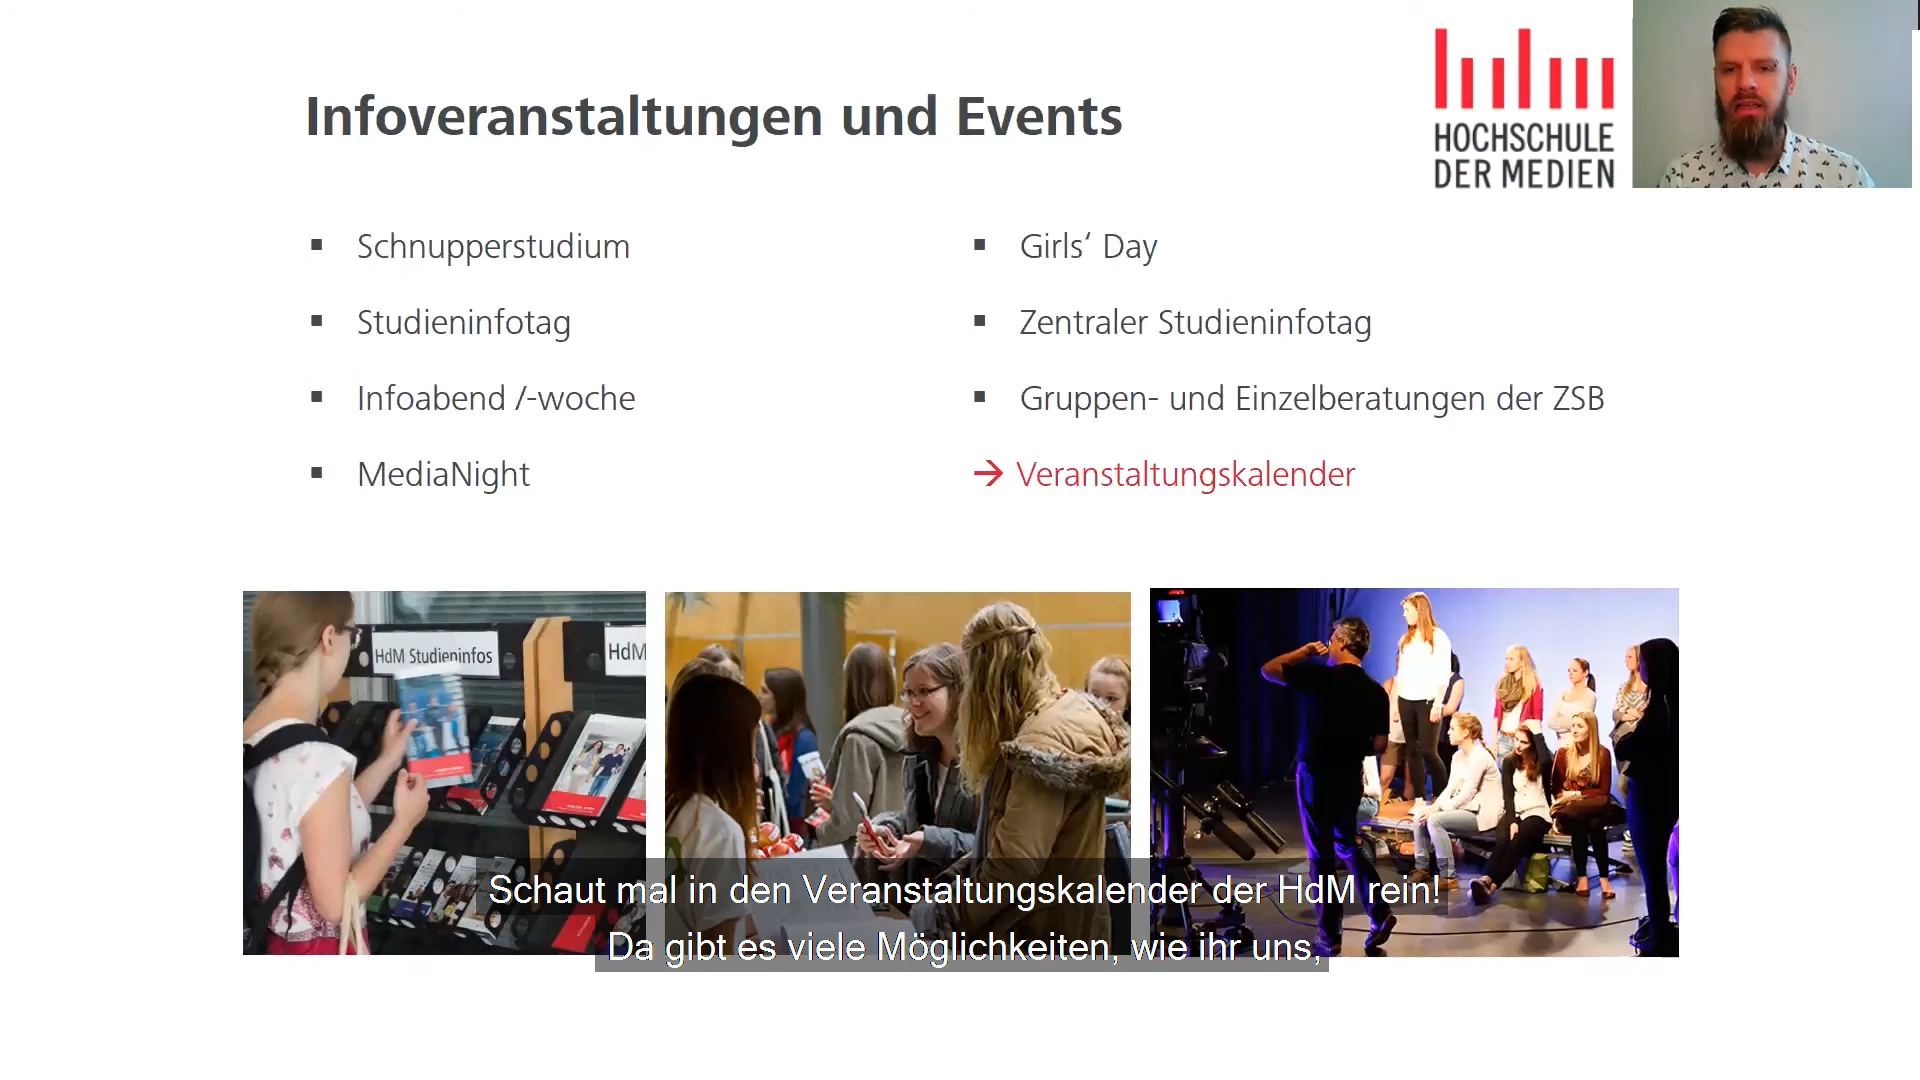 Infoveranstaltungen und Events
HOCHSCHULE
DER MEDIEN
▪ Schnupperstudium
▪ Studieninfotag
▪ Infoabend /-woche
▪ MediaNight
▪ Girls‘ Day
▪ Zentraler Studieninfotag
▪ Gruppen- und Einzelberatungen der ZSB
→ Veranstaltungskalender
HdM Studieninfos
HdM
Schaut mal in den Veranstaltungskalender der HdM rein!
Da gibt es viele Möglichkeiten, wie ihr uns,